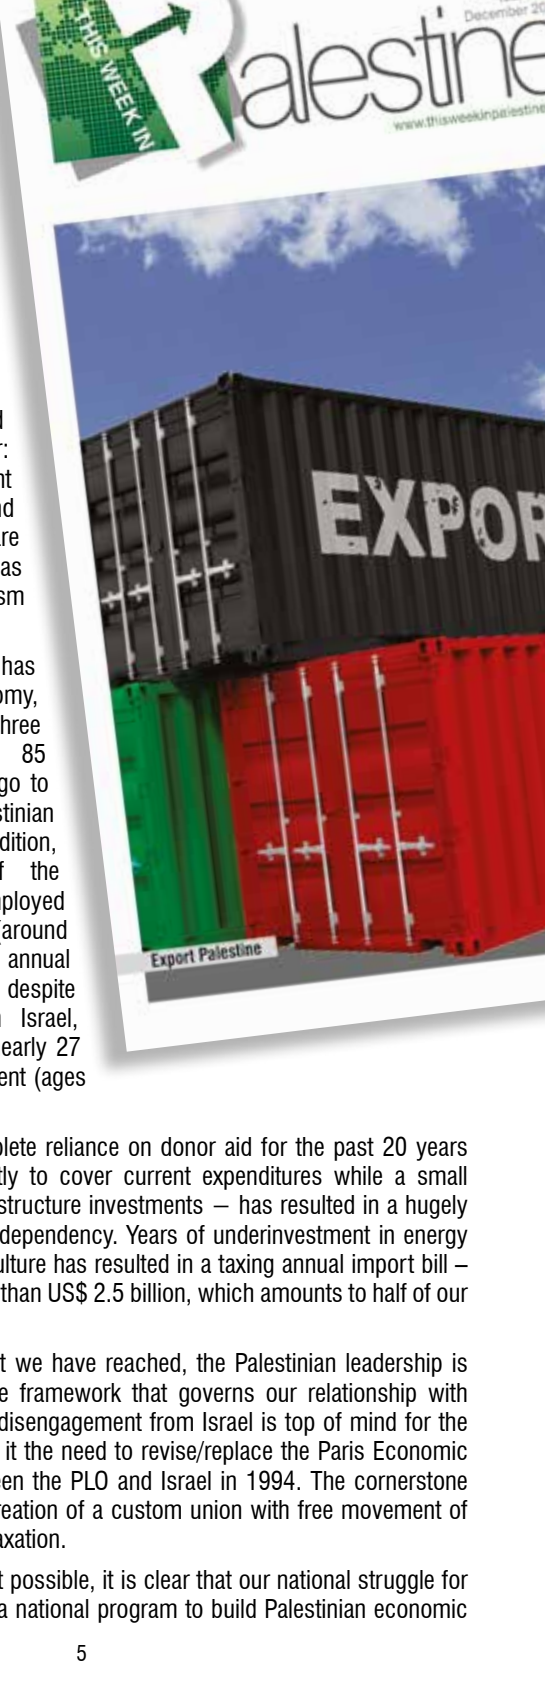 THIS WEEK IN
Palestine
December 20
www.thisweekinpalestine
EXPOR
Export Palestine
d
r:
nt
nd
are
as
sm
has
omy,
three
85
go to
stinian
dition,
f the
ployed
(around
annual
despite
Israel,
early 27
ent (ages
plete reliance on donor aid for the past 20 years
tly to cover current expenditures while a small
structure investments – has resulted in a hugely
dependency. Years of underinvestment in energy
ulture has resulted in a taxing annual import bill –
than US$ 2.5 billion, which amounts to half of our
t we have reached, the Palestinian leadership is
e framework that governs our relationship with
disengagement from Israel is top of mind for the
it the need to revise/replace the Paris Economic
een the PLO and Israel in 1994. The cornerstone
reation of a custom union with free movement of
axation.
t possible, it is clear that our national struggle for
a national program to build Palestinian economic
5